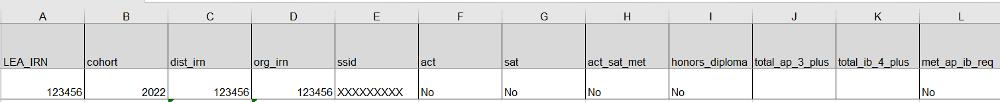 A B C D E F G H I J K L
LEA_IRN cohort dist_irn org_irn ssid act sat act_sat_met honors_diploma total_ap_3_plus total_ib_4_plus met_ap_ib_req
123456 2022 123456 123456 XXXXXXXXX No No No No No